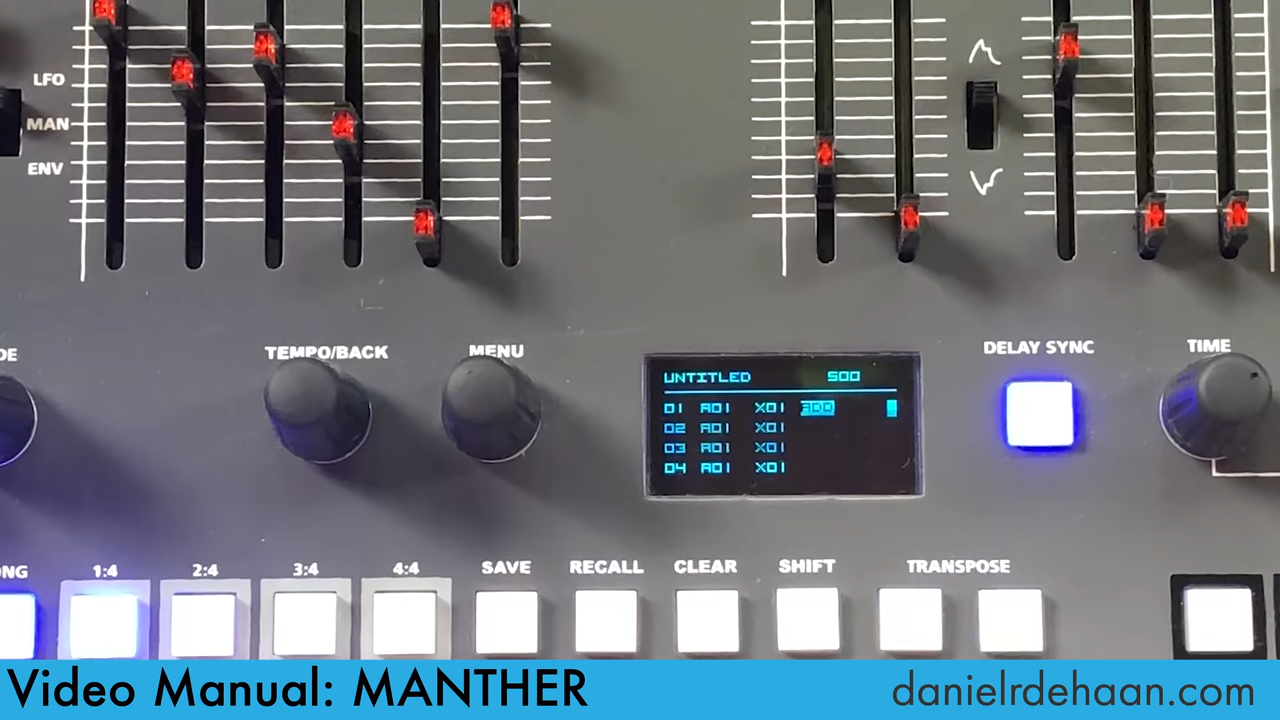 LFO
MAN
ENV
DE
TEMPO/BACK
MENU
DELAY SYNC
TIME
UNTITLED 500
01 A01 X01 ADD
02 A01 X01
03 A01 X01
04 A01 X01
ONG
1:4
2:4
3:4
4:4
SAVE
RECALL
CLEAR
SHIFT
TRANSPOSE
Video Manual: MANTHER
danielrdehaan.com